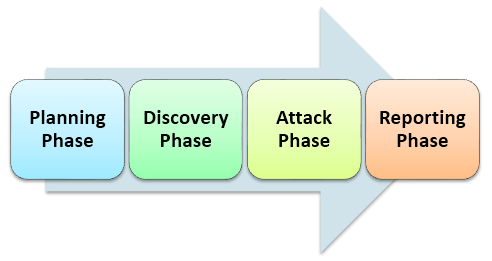 Planning
Phase
Discovery
Phase
Attack
Phase
Reporting
Phase